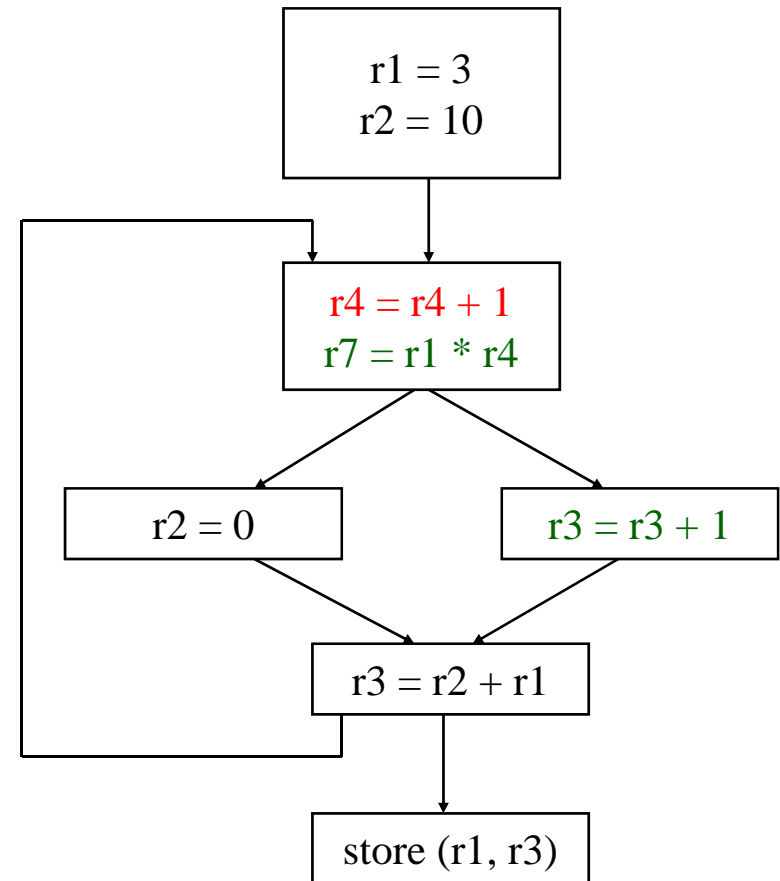 r1 = 3
r2 = 10
r4 = r4 + 1
r7 = r1 * r4
r2 = 0
r3 = r3 + 1
r3 = r2 + r1
store (r1, r3)